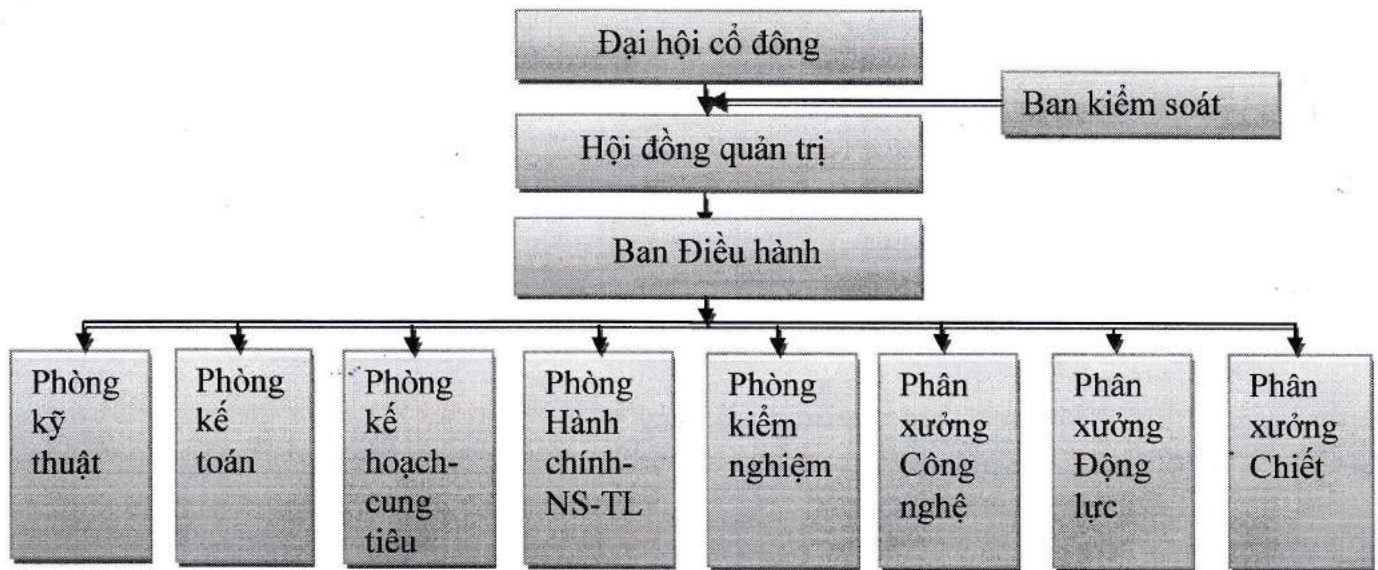 Đại hội cổ đông
Ban kiểm soát
Hội đồng quản trị
Ban Điều hành
Phòng
kỹ
thuật
Phòng
kế
toán
Phòng
kế
hoạch-
cung
tiêu
Phòng
Hành
chính-
NS-TL
Phòng
kiểm
nghiệm
Phân
xưởng
Công
nghệ
Phân
xưởng
Động
lực
Phân
xưởng
Chiết